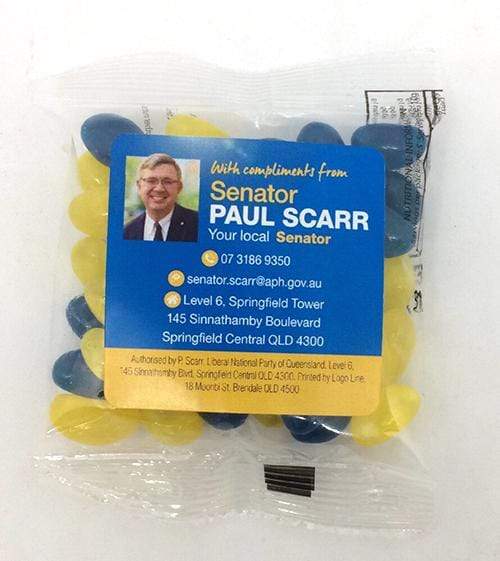 With compliments from
Senator
PAUL SCARR
Your local Senator
07 3186 9350
senator.scarr@aph.gov.au
Level 6, Springfield Tower
145 Sinnathamby Boulevard
Springfield Central QLD 4300
Authorised by P. Scarr, Liberal National Party of Queensland, Level 6,
145 Sinnathamby Blvd, Springfield Central QLD 4300. Printed by Logo Line,
18 Moonbi St, Brendale QLD 4500
NUTRITIONAL IN